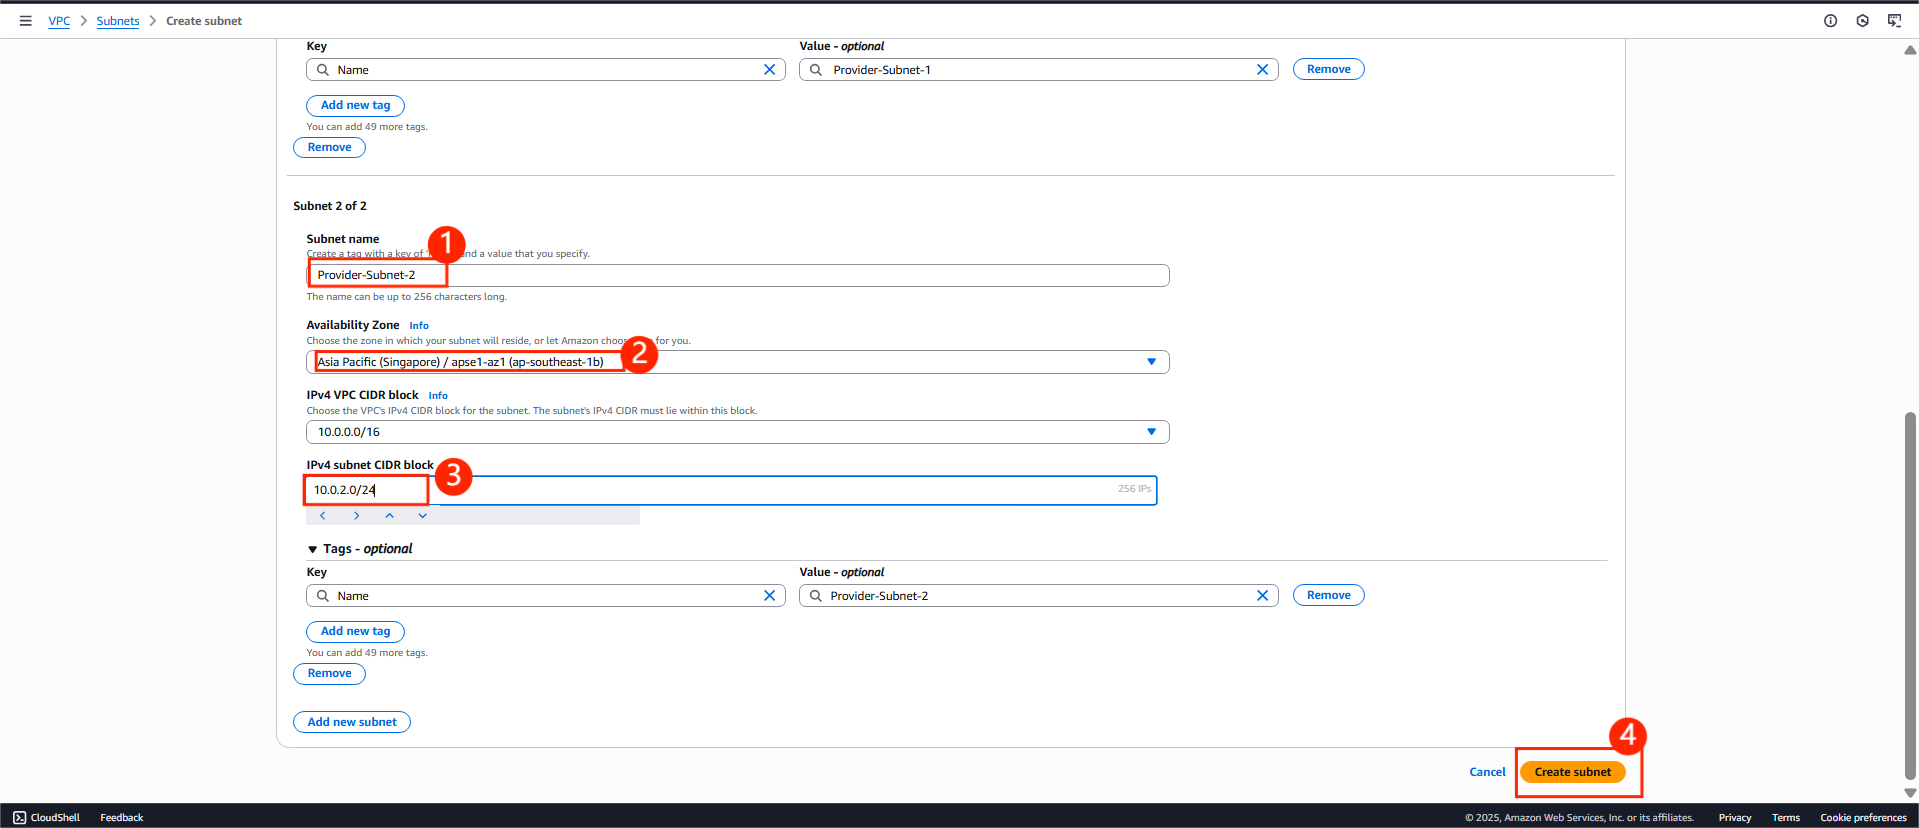 VPC > Subnets > Create subnet
Key Value - optional
Name Provider-Subnet-1 Remove
Add new tag
You can add 49 more tags.
Remove
Subnet 2 of 2
Subnet name
1
Create a tag with a key of and a value that you specify.
Provider-Subnet-2
The name can be up to 256 characters long.
Availability Zone Info
Choose the zone in which your subnet will reside, or let Amazon choose for you.
Asia Pacific (Singapore) / apse1-az1 (ap-southeast-1b)
2
IPv4 VPC CIDR block Info
Choose the VPC's IPv4 CIDR block for the subnet. The subnet's IPv4 CIDR must lie within this block.
10.0.0.0/16
IPv4 subnet CIDR block
3
10.0.2.0/24 256 IPs
Tags - optional
Key Value - optional
Name Provider-Subnet-2 Remove
Add new tag
You can add 49 more tags.
Remove
Add new subnet
4
Cancel Create subnet
CloudShell Feedback © 2025, Amazon Web Services, Inc. or its affiliates. Privacy Terms Cookie preferences